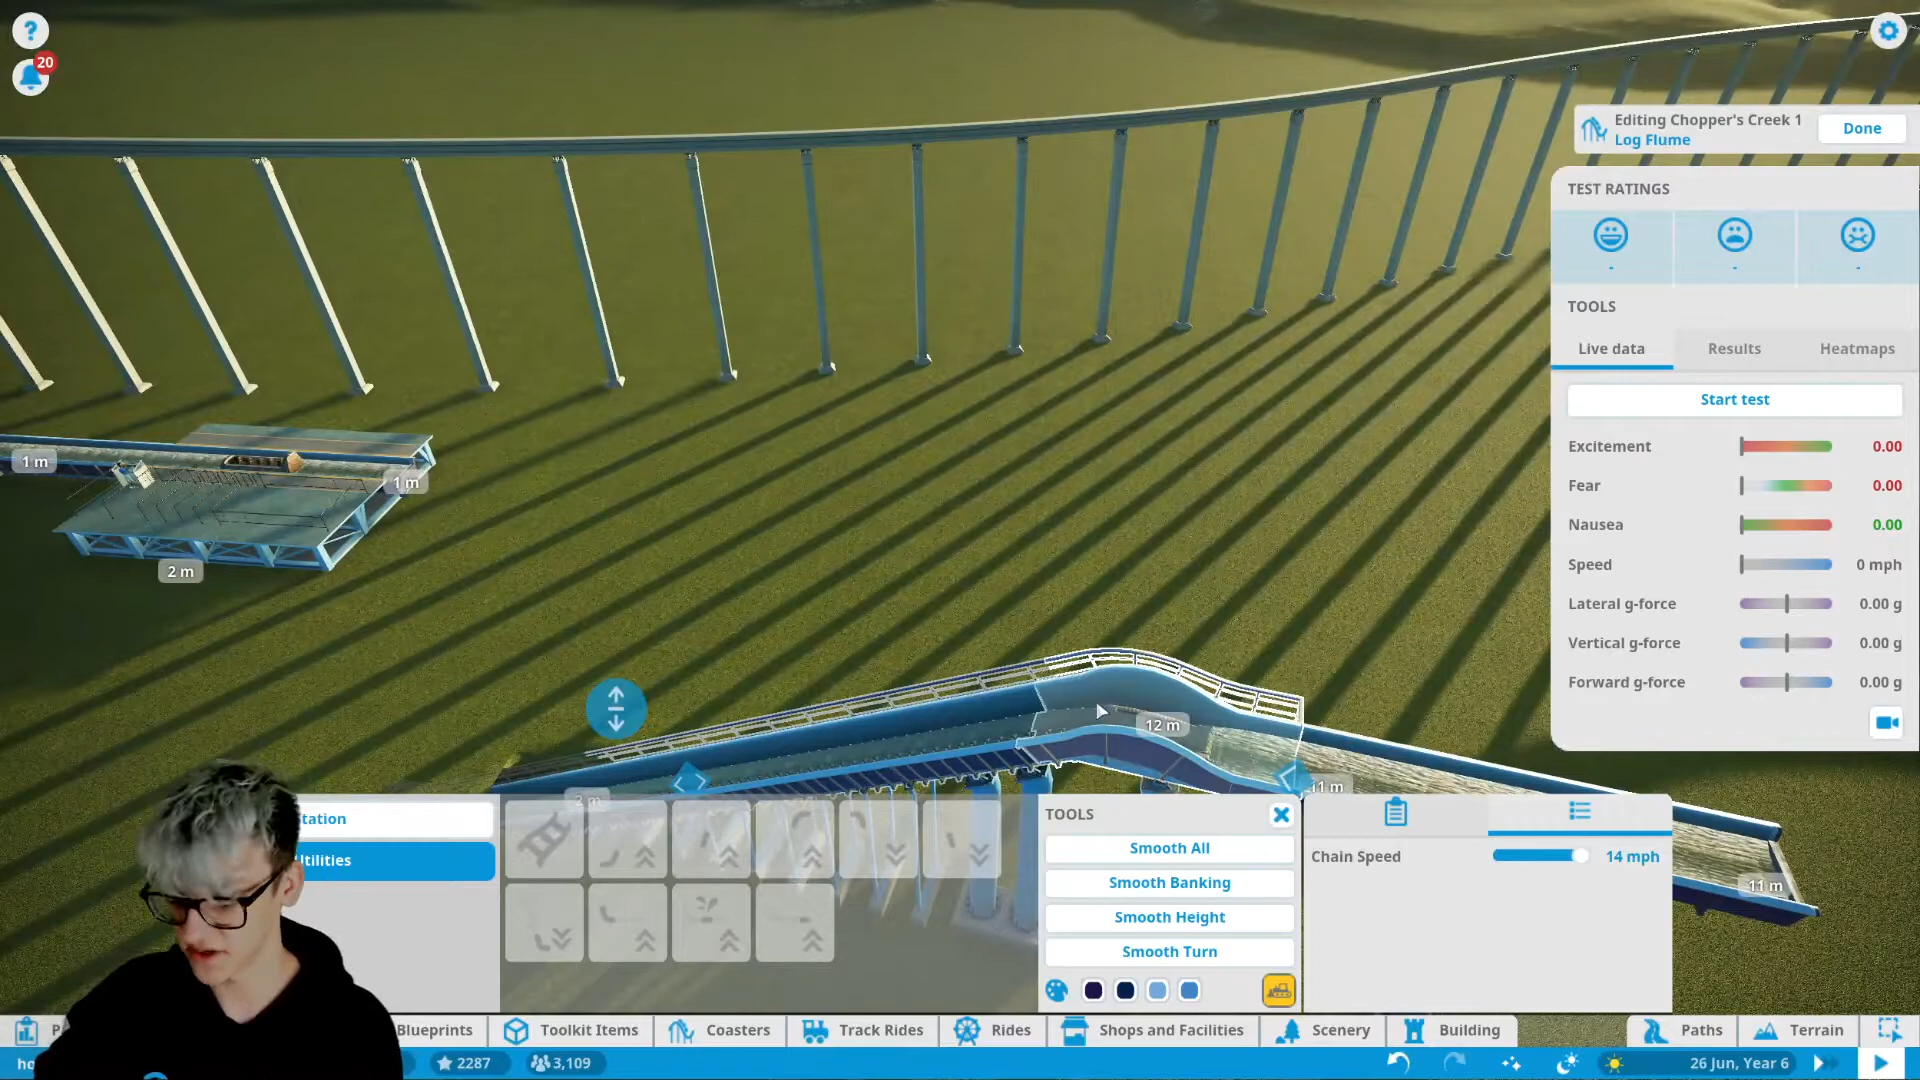 ?
20
Editing Chopper's Creek 1
Log Flume
Done
TEST RATINGS
- - -
TOOLS
Live data Results Heatmaps
Start test
Excitement 0.00
Fear 0.00
Nausea 0.00
Speed 0 mph
Lateral g-force 0.00 g
Vertical g-force 0.00 g
Forward g-force 0.00 g
1 m
1 m
2 m
12 m
11 m
2 m
11 m
tation
tilities
TOOLS
Smooth All
Smooth Banking
Smooth Height
Smooth Turn
Chain Speed 14 mph
Blueprints Toolkit Items Coasters Track Rides Rides Shops and Facilities Scenery Building Paths Terrain
2287 3,109 26 Jun, Year 6